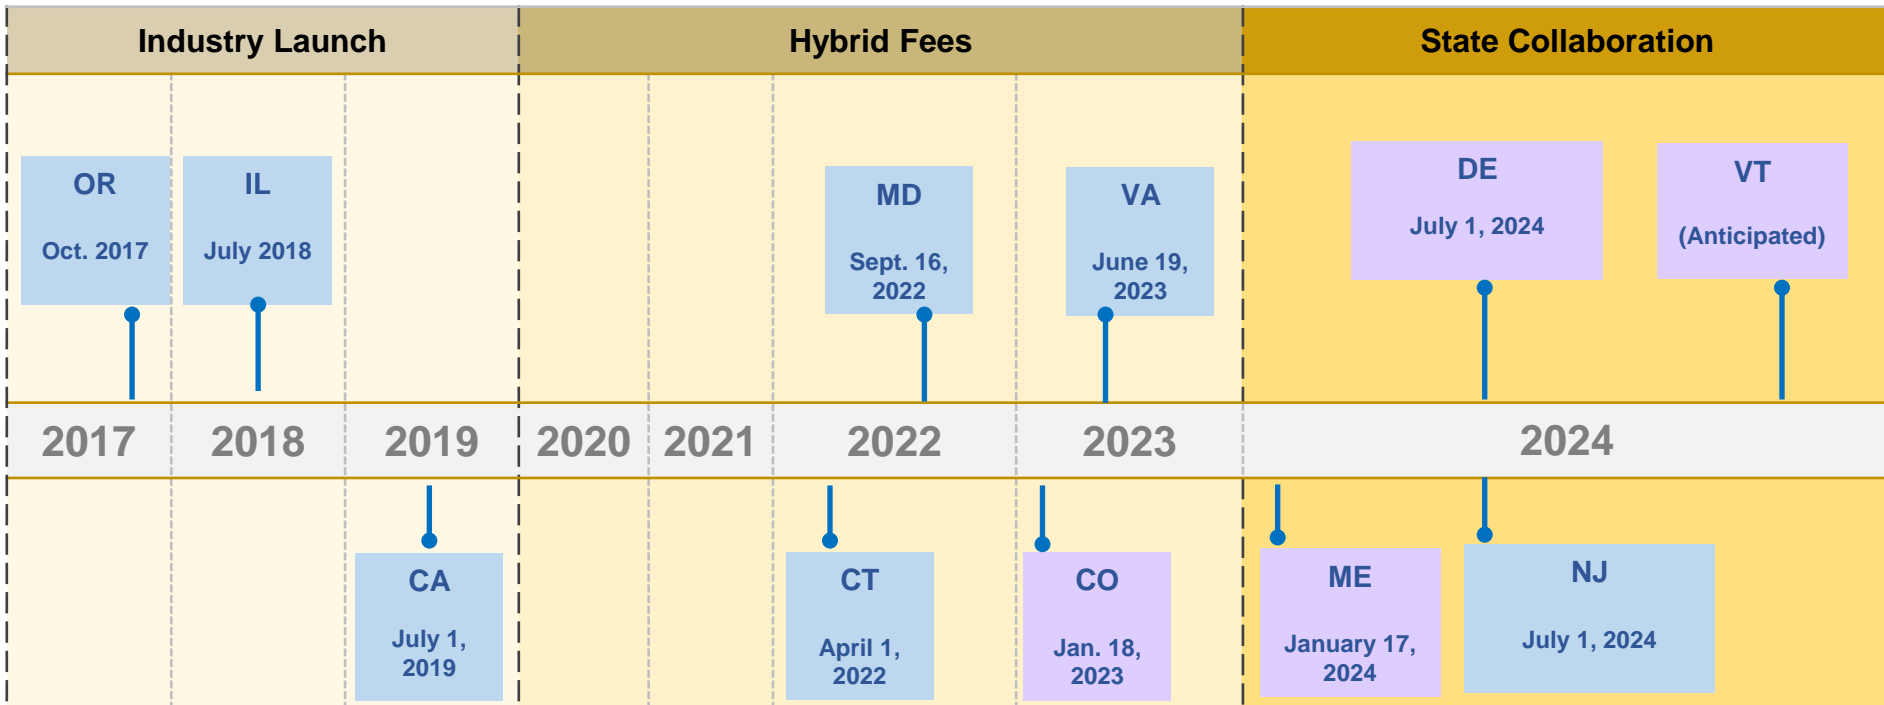 Industry Launch
Hybrid Fees
State Collaboration
OR
Oct. 2017
IL
July 2018
MD
Sept. 16,
2022
VA
June 19,
2023
DE
July 1, 2024
VT
(Anticipated)
2017
2018
2019
2020
2021
2022
2023
2024
CA
July 1,
2019
CT
April 1,
2022
CO
Jan. 18,
2023
ME
January 17,
2024
NJ
July 1, 2024